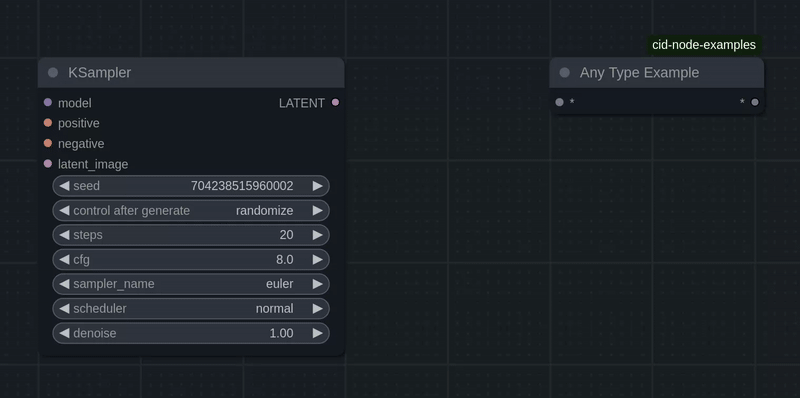 cid-node-examples
KSampler
Any Type Example
model LATENT
* *
positive
negative
latent_image
seed 704238515960002
control after generate randomize
steps 20
cfg 8.0
sampler_name euler
scheduler normal
denoise 1.00